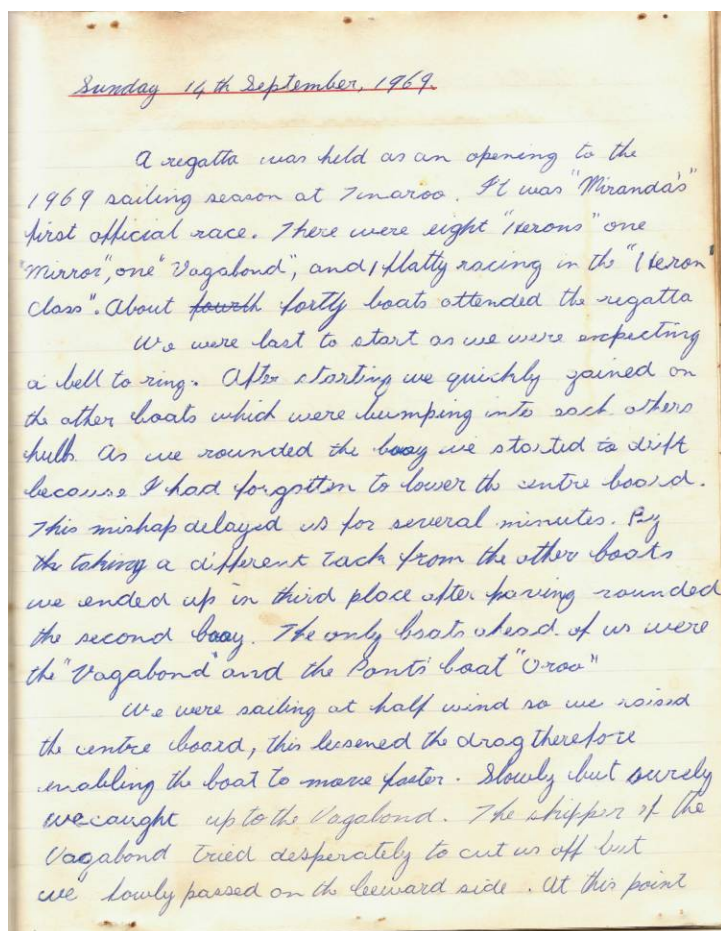 Sunday 14th September, 1969.
A regatta was held as an opening to the
1969 sailing season at Tinaroo. It was "Miranda's"
first official race. There were eight "Herons" one
"Mirror", one "Vagabond", and 1 flatty racing in the "Heron
Class". About fourth fortly boats attended the regatta
We were last to start as we were expecting
a bell to ring. After starting we quickly gained on
the other boats which were bumping into each others
hulls. As we rounded the booy we started to drift
because I had forgotten to lower th centre board.
This mishap delayed us for several minutes. By
the taking a different tack from the other boats
we ended up in third place after having rounded
the second booy. The only boats ahead of us were
the "Vagabond" and the boat "Oroo"
We were sailing at half wind so we raised
the centre board, this lessened the drag therefore
enabling the boat to move faster. Slowly but surely
we caught up to the Vagabond. The skipper of the
Vagabond tried desperately to cut us off but
we slowly passed on th leeward side. At this point